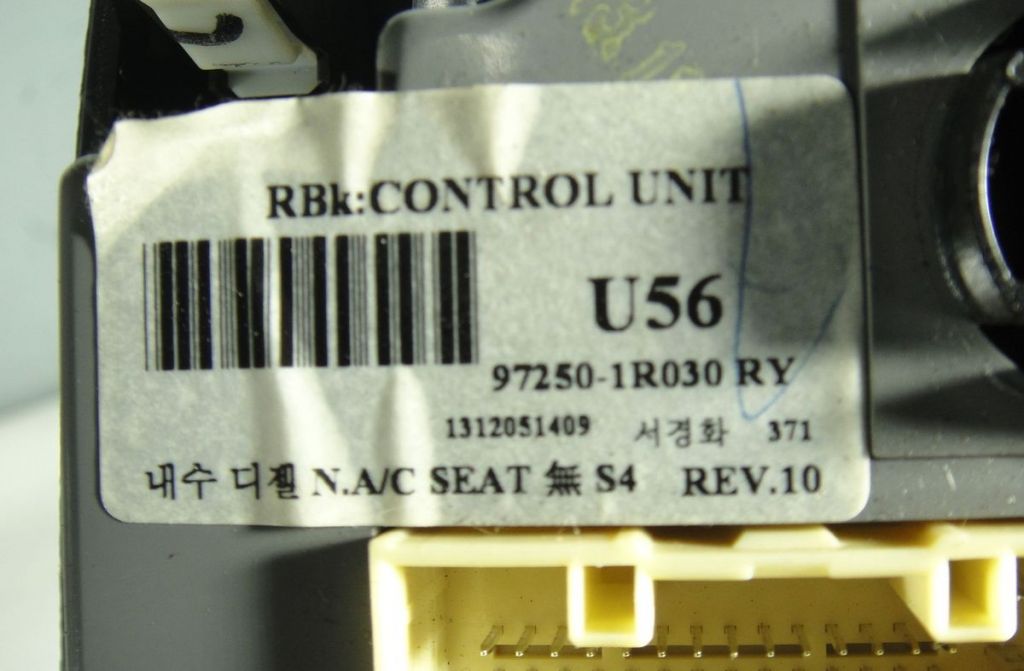 RBk:CONTROL UNIT
U56
97250-1R030 RY
1312051409 서경화 371
내수 디젤 N.A/C SEAT 無 S4 REV.10